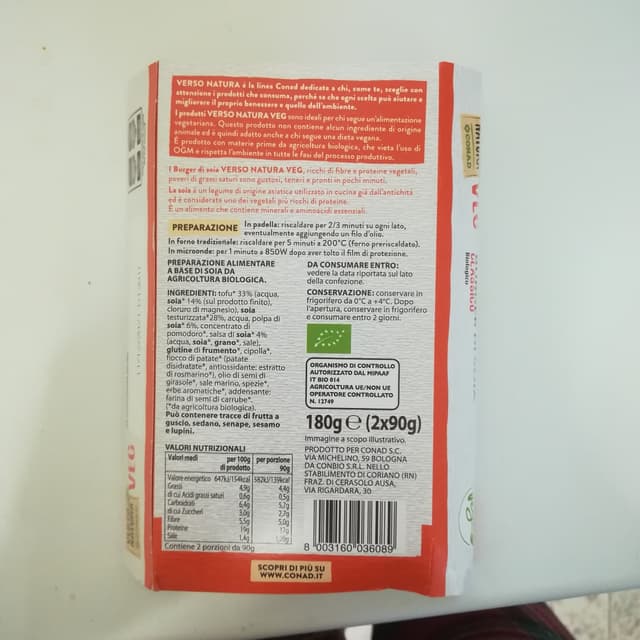 VERSO NATURA è la linea Conad dedicata a chi, come te, sceglie con
attenzione i prodotti che consuma, perché sa che ogni scelta può aiutare a
migliorare il proprio benessere e quello dell'ambiente.
I prodotti VERSO NATURA VEG sono ideali per chi segue un'alimentazione
vegetariana. Questo prodotto non contiene alcun ingrediente di origine
animale ed è quindi adatto anche a chi segue una dieta vegana.
È prodotto con materie prime da agricoltura biologica, che vieta l'uso di
OGM e rispetta l'ambiente in tutte le fasi del processo produttivo.
I Burger di soia VERSO NATURA VEG, ricchi di fibre e proteine vegetali,
poveri di grassi saturi sono gustosi, teneri e pronti in pochi minuti.
La soia è un legume di origine asiatica utilizzato in cucina già dall'antichità
ed è considerato uno dei vegetali più ricchi di proteine.
È un alimento che contiene minerali e aminoacidi essenziali.
PREPARAZIONE In padella: riscaldare per 2/3 minuti su ogni lato,
eventualmente aggiungendo un filo d'olio.
In forno tradizionale: riscaldare per 5 minuti a 200°C (forno preriscaldato).
In microonde: per 1 minuto a 850W dopo aver tolto il film di protezione.
PREPARAZIONE ALIMENTARE
A BASE DI SOIA DA
AGRICOLTURA BIOLOGICA.
INGREDIENTI: tofu* 33% (acqua,
soia* 14% (sul prodotto finito),
cloruro di magnesio), soia
testurizzata*28%, acqua, polpa di
soia* 6%, concentrato di
pomodoro*, salsa di soia* 4%
(acqua, soia*, grano*, sale),
glutine di frumento*, cipolla*,
fiocco di patate* (patate
disidratate*, antiossidante: estratto
di rosmarino*), olio di semi di
girasole*, sale marino, spezie*,
erbe aromatiche*, addensante:
farina di semi di carrube*.
(*da agricoltura biologica).
Può contenere tracce di frutta a
guscio, sedano, senape, sesamo
e lupini.
VALORI NUTRIZIONALI
Valori medi per 100g di prodotto per porzione 90g
Valore energetico 647kJ/154kcal 582kJ/139kcal
Grassi 4,9g 4,4g
di cui Acidi grassi saturi 0,6g 0,5g
Carboidrati 6,4g 5,7g
di cui Zuccheri 3,0g 2,7g
Fibre 5,5g 5,0g
Proteine 19g 17g
Sale 1,4g
Contiene 2 porzioni da 90g
DA CONSUMARE ENTRO:
vedere la data riportata sul lato
della confezione.
CONSERVAZIONE: conservare in
frigorifero da 0°C a +4°C. Dopo
l'apertura, conservare in frigorifero
e consumare entro 2 giorni.
ORGANISMO DI CONTROLLO
AUTORIZZATO DAL MIPAAF
IT BIO 014
AGRICOLTURA UE/NON UE
OPERATORE CONTROLLATO
N. 12749
180g e (2x90g)
Immagine a scopo illustrativo.
PRODOTTO PER CONAD S.C.
VIA MICHELINO, 59 BOLOGNA
DA CONBIO S.R.L. NELLO
STABILIMENTO DI CORIANO (RN)
FRAZ. DI CERASOLO AUSA,
VIA RIGARDARA, 30
8 003160 036089
SCOPRI DI PIÙ SU
WWW.CONAD.IT
CONAD
VEG
CLASSICO
Biologico
VEG